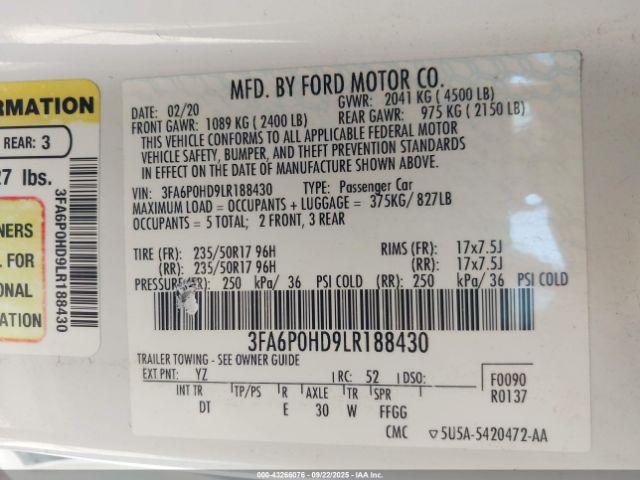 ORMATION
REAR: 3
27 lbs.
3FA6P0HD9LR188430
NERS
L FOR
ONAL
ATION
MFD. BY FORD MOTOR CO.
DATE: 02/20 GVWR: 2041 KG ( 4500 LB)
FRONT GAWR: 1089 KG ( 2400 LB) REAR GAWR: 975 KG ( 2150 LB)
THIS VEHICLE CONFORMS TO ALL APPLICABLE FEDERAL MOTOR
VEHICLE SAFETY, BUMPER, AND THEFT PREVENTION STANDARDS
IN EFFECT ON THE DATE OF MANUFACTURE SHOWN ABOVE.
VIN: 3FA6P0HD9LR188430 TYPE: Passenger Car
MAXIMUM LOAD = OCCUPANTS + LUGGAGE = 375KG/ 827LB
OCCUPANTS = 5 TOTAL; 2 FRONT, 3 REAR
TIRE (FR): 235/50R17 96H RIMS (FR): 17x7.5J
(RR): 235/50R17 96H (RR): 17x7.5J
PRESSURE(FR): 250 kPa/ 36 PSI COLD (RR): 250 kPa/ 36 PSI COLD
3FA6P0HD9LR188430
TRAILER TOWING - SEE OWNER GUIDE
EXT PNT: YZ RC: 52 DSO: F0090
R0137
INT TR TP/PS R AXLE TR SPR
DT E 30 W FFGG
CMC 5U5A-5420472-AA
000-43266076 - 09/22/2025 - IAAI.COM